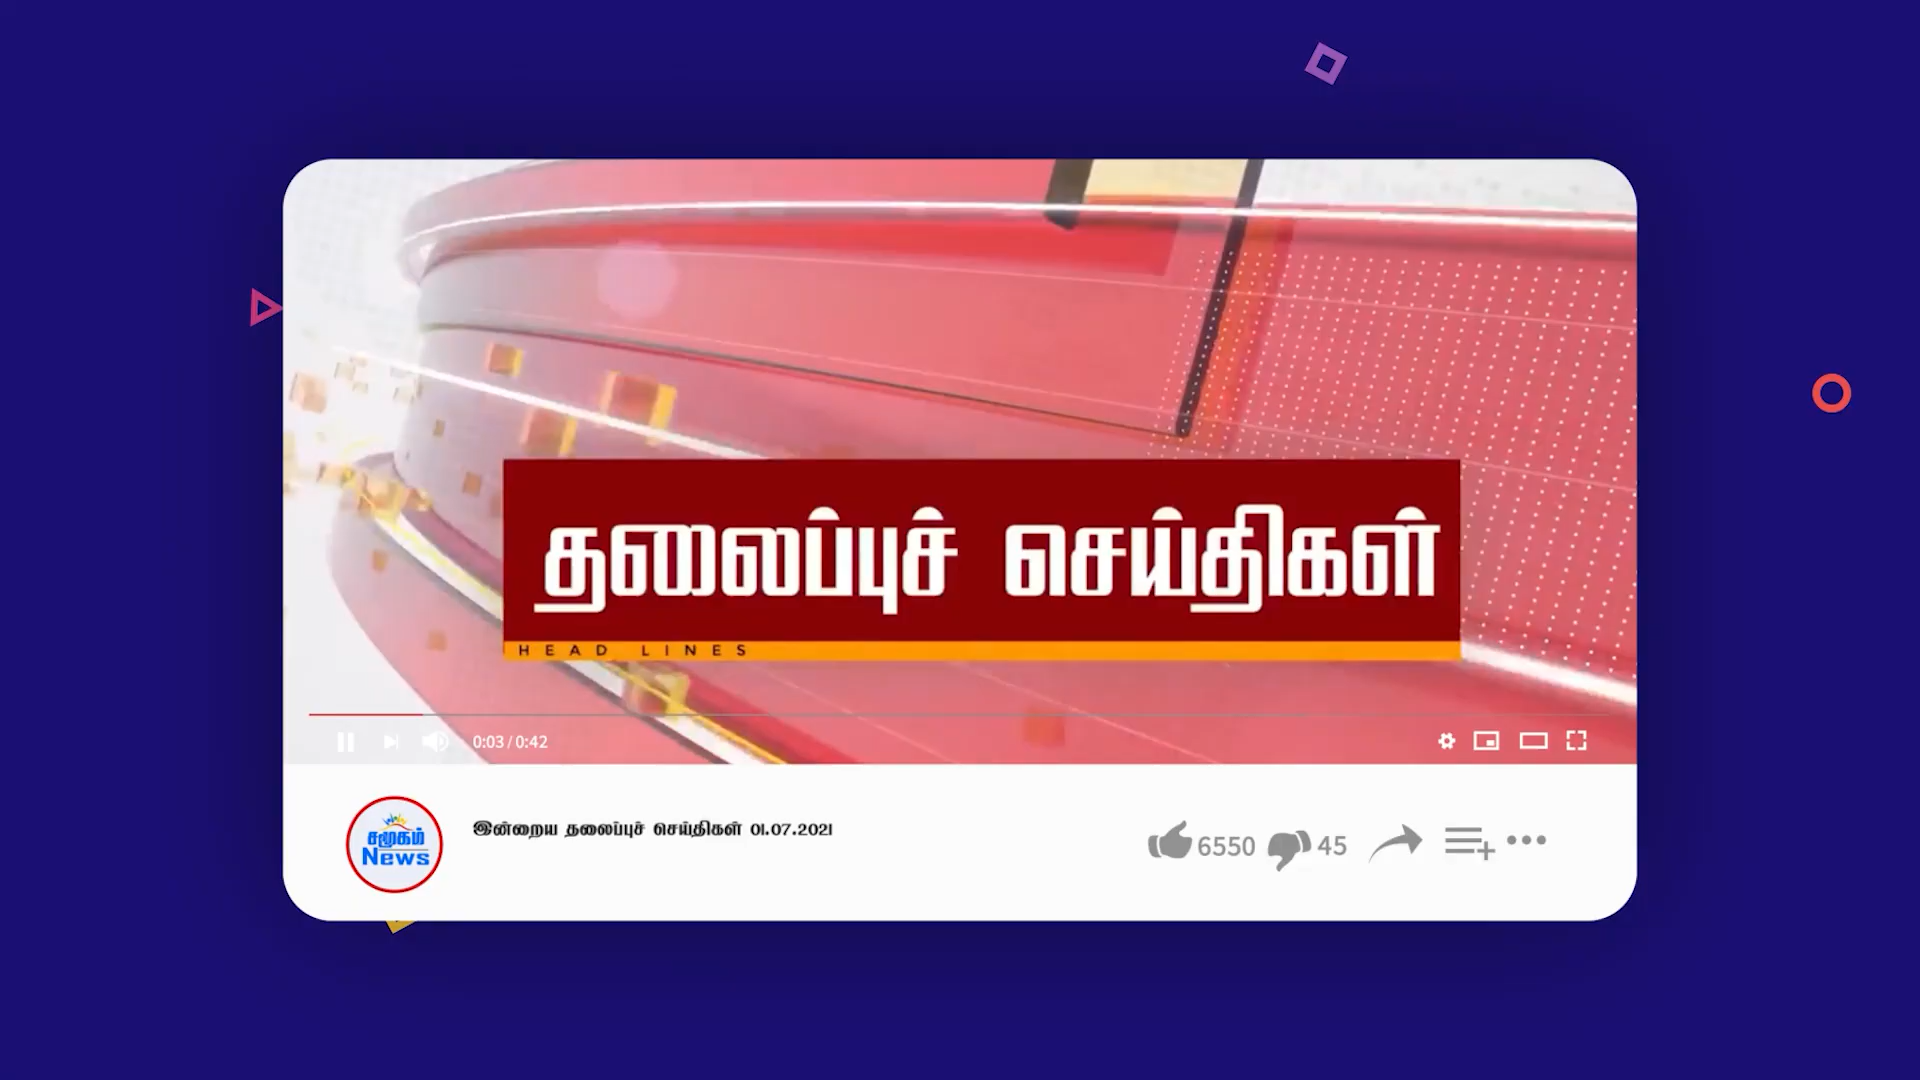 தலைப்புச் செய்திகள்
HEAD LINES
0:03 / 0:42
சமூகம்
News
இன்றைய தலைப்புச் செய்திகள் 01.07.2021
6550
45